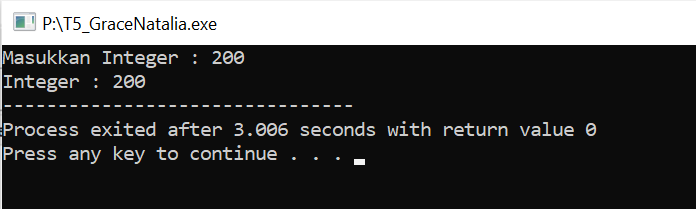 P:\T5_GraceNatalia.exe
Masukkan Integer : 200
Integer : 200
--------------------------------
Process exited after 3.006 seconds with return value 0
Press any key to continue . . .